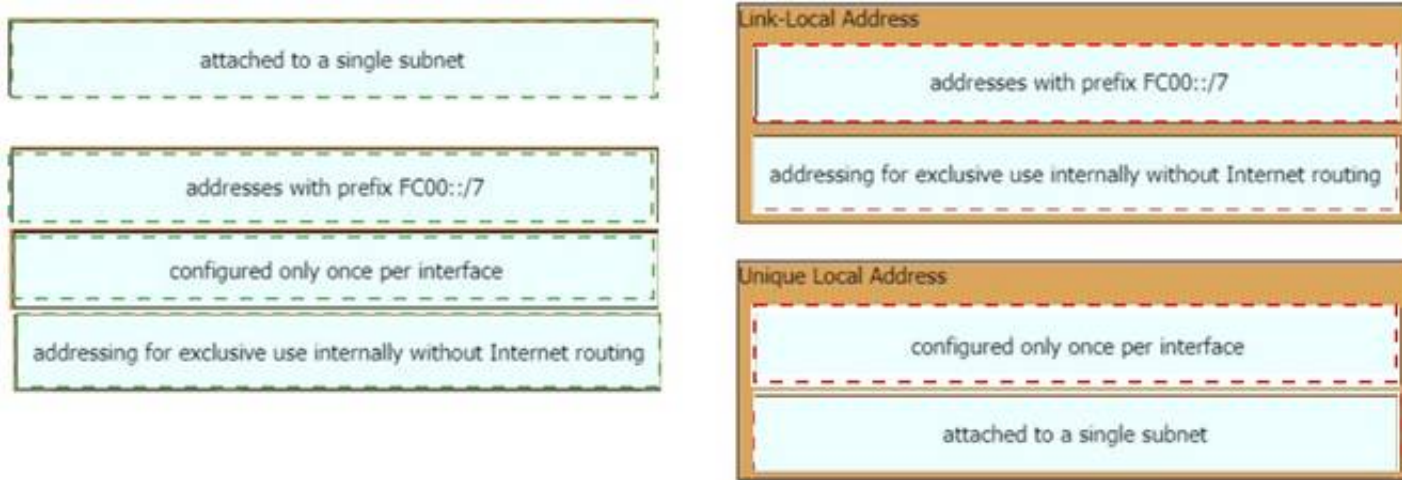 attached to a single subnet
addresses with prefix FC00::/7
configured only once per interface
addressing for exclusive use internally without Internet routing
Link-Local Address
addresses with prefix FC00::/7
addressing for exclusive use internally without Internet routing
Unique Local Address
configured only once per interface
attached to a single subnet